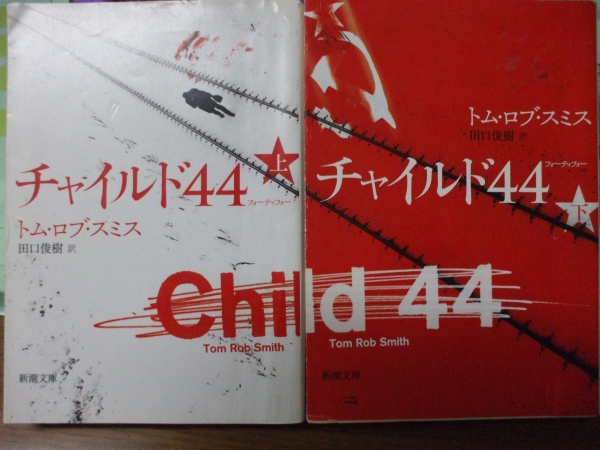 チャイルド44
フォーティフォー
上
トム・ロブ・スミス
田口俊樹 訳
Child 44
Tom Rob Smith
新潮文庫
トム・ロブ・スミス
田口俊樹 訳
チャイルド44
フォーティフォー
下
Tom Rob Smith
新潮文庫